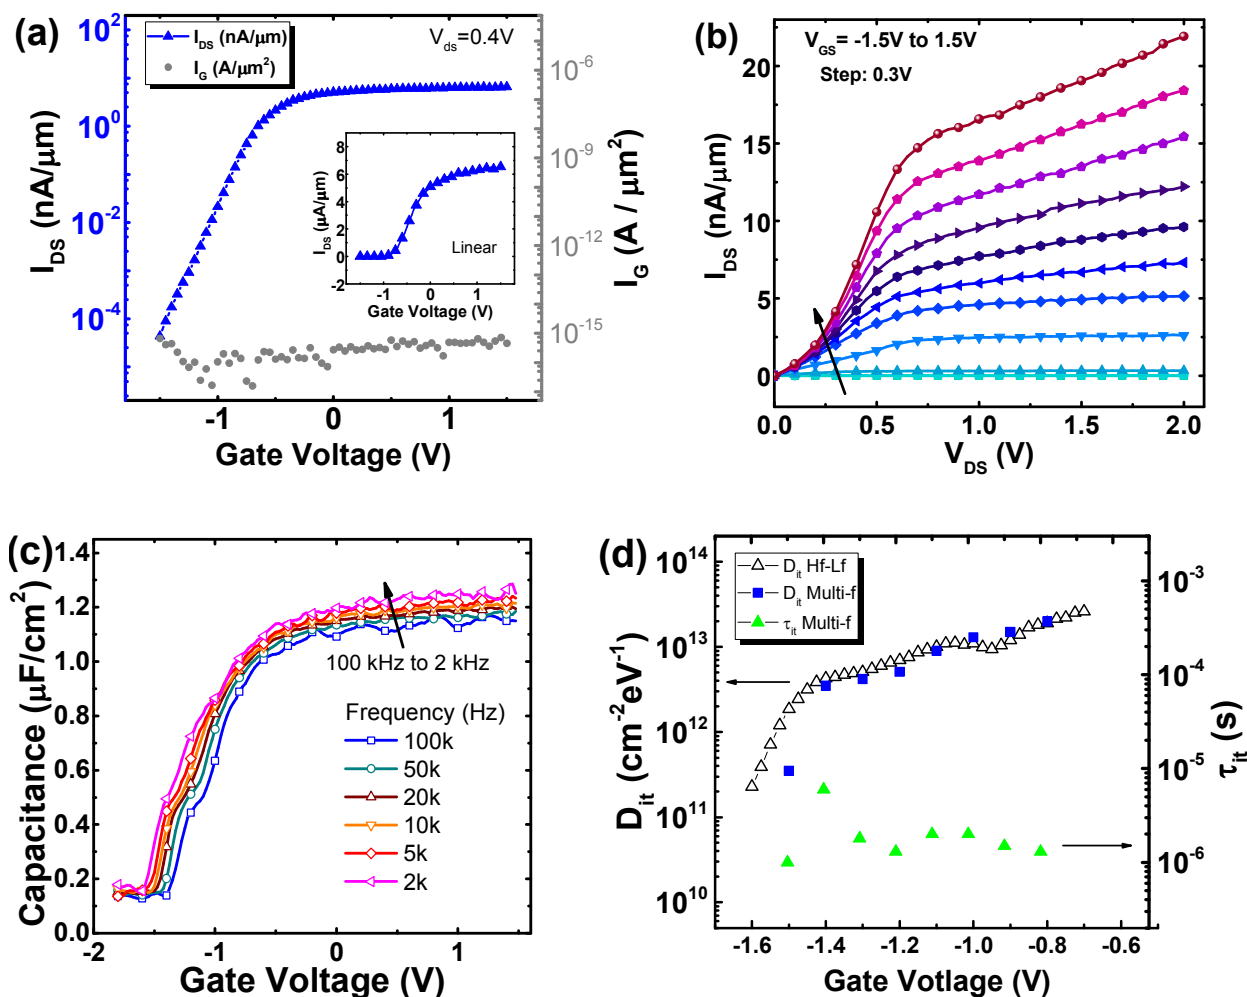 (a)
I_DS (nA/μm)
I_G (A/μm²)
V_ds=0.4V
10²
10⁰
10⁻²
10⁻⁴
I_DS (nA/μm)
10⁻⁶
10⁻⁹
10⁻¹²
10⁻¹⁵
I_G (A / μm²)
8
6
4
2
0
-2
I_DS (μA/μm)
Linear
-1 0 1
Gate Voltage (V)
-1 0 1
Gate Voltage (V)
(b)
V_GS= -1.5V to 1.5V
Step: 0.3V
20
15
10
5
0
I_DS (nA/μm)
0.0 0.5 1.0 1.5 2.0
V_DS (V)
(c)
1.4
1.2
1.0
0.8
0.6
0.4
0.2
0.0
Capacitance (μF/cm²)
100 kHz to 2 kHz
Frequency (Hz)
100k
50k
20k
10k
5k
2k
-2 -1 0 1
Gate Voltage (V)
(d)
D_it Hf-Lf
D_it Multi-f
τ_it Multi-f
10¹⁴
10¹³
10¹²
10¹¹
10¹⁰
D_it (cm⁻²eV⁻¹)
10⁻³
10⁻⁴
10⁻⁵
10⁻⁶
τ_it (s)
-1.6 -1.4 -1.2 -1.0 -0.8 -0.6
Gate Votlage (V)